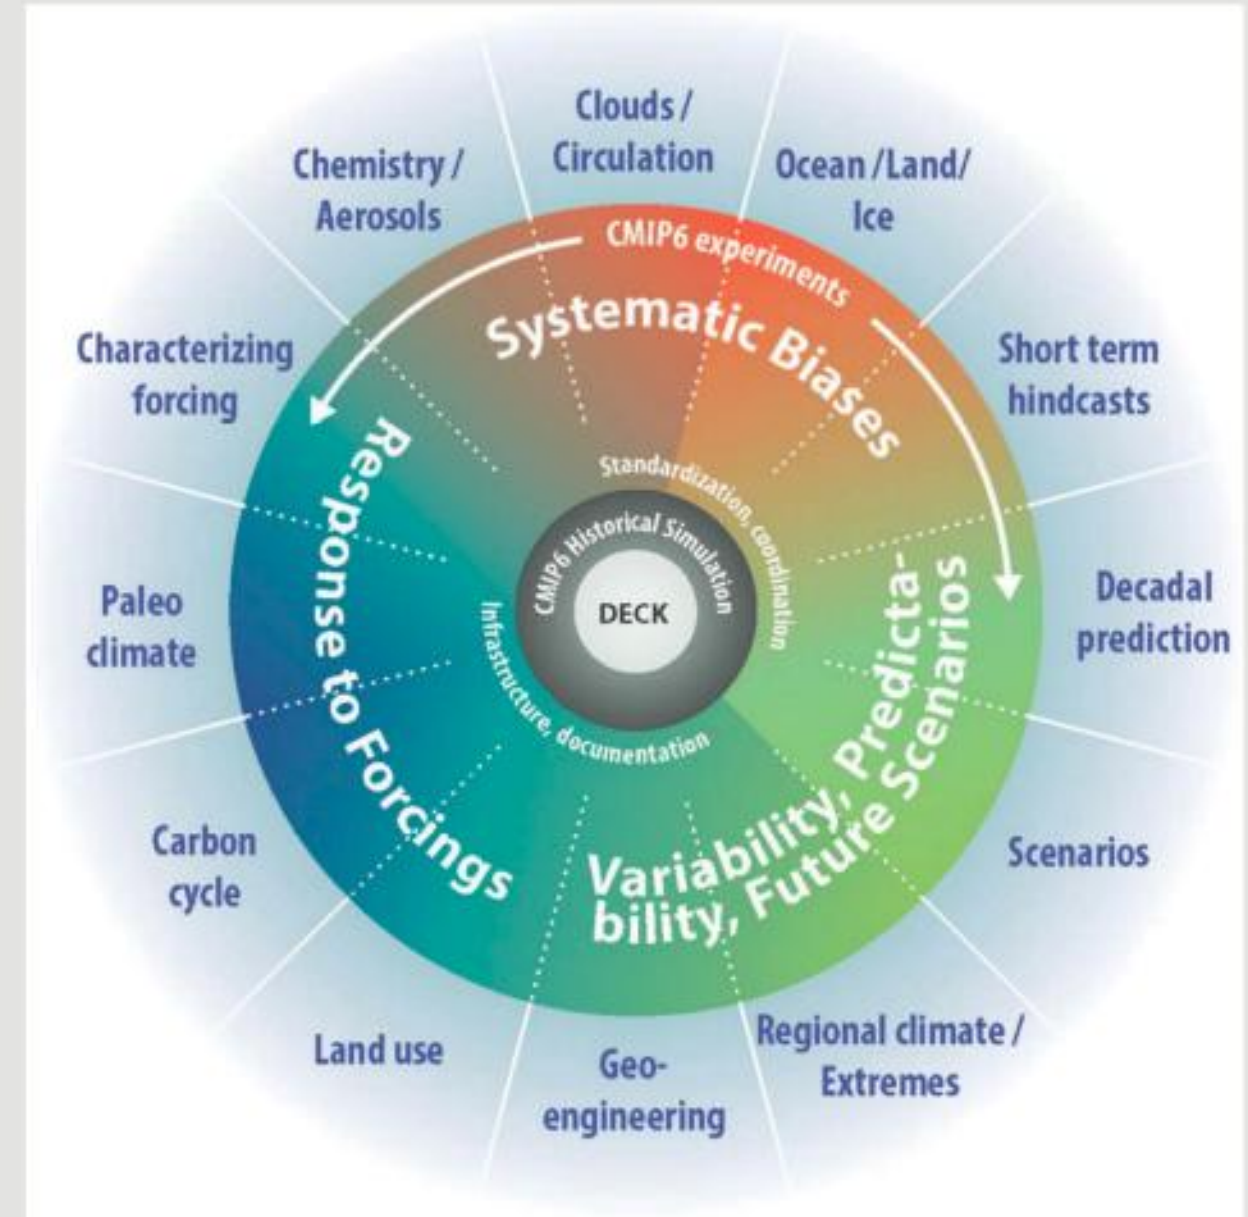 Clouds /
Circulation
Ocean /Land/
Ice
Short term
hindcasts
Decadal
prediction
Scenarios
Regional climate /
Extremes
Geo-
engineering
Land use
Carbon
cycle
Paleo
climate
Characterizing
forcing
Chemistry /
Aerosols
CMIP6 experiments
Systematic Biases
Variability, Predicta-
bility, Future Scenarios
Response to Forcings
Standardization, coordination
Infrastructure, documentation
CMIP6 Historical Simulation
DECK